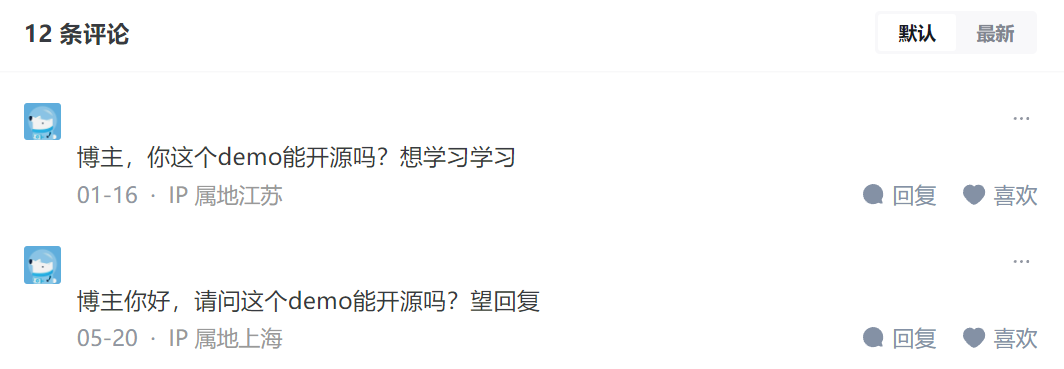 12 条评论
默认 最新
博主，你这个demo能开源吗？想学习学习
01-16 · IP 属地江苏 回复 喜欢
博主你好，请问这个demo能开源吗？望回复
05-20 · IP 属地上海 回复 喜欢